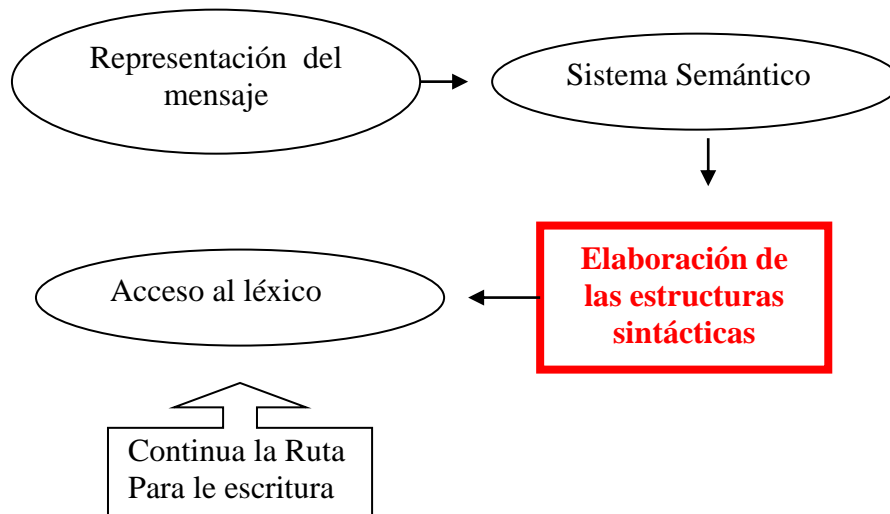 Representación del
mensaje
Sistema Semántico
Elaboración de
las estructuras
sintácticas
Acceso al léxico
Continua la Ruta
Para le escritura